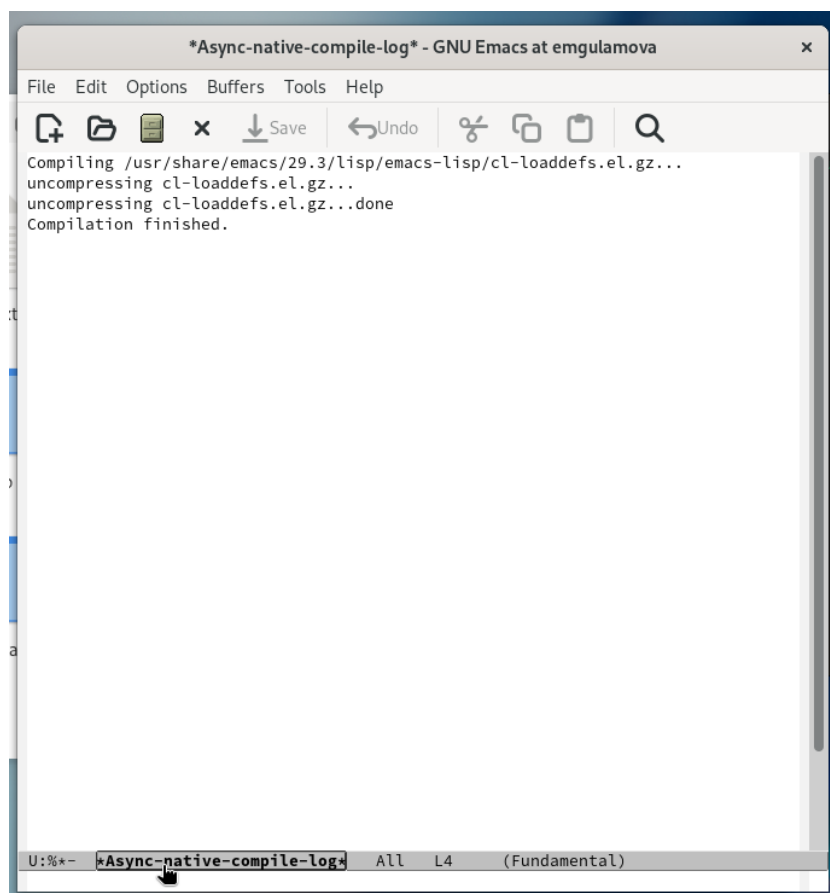 *Async-native-compile-log* - GNU Emacs at emgulamova
File Edit Options Buffers Tools Help
Save Undo
Compiling /usr/share/emacs/29.3/lisp/emacs-lisp/cl-loaddefs.el.gz...
uncompressing cl-loaddefs.el.gz...
uncompressing cl-loaddefs.el.gz...done
Compilation finished.
U:%*- *Async-native-compile-log* All L4 (Fundamental)